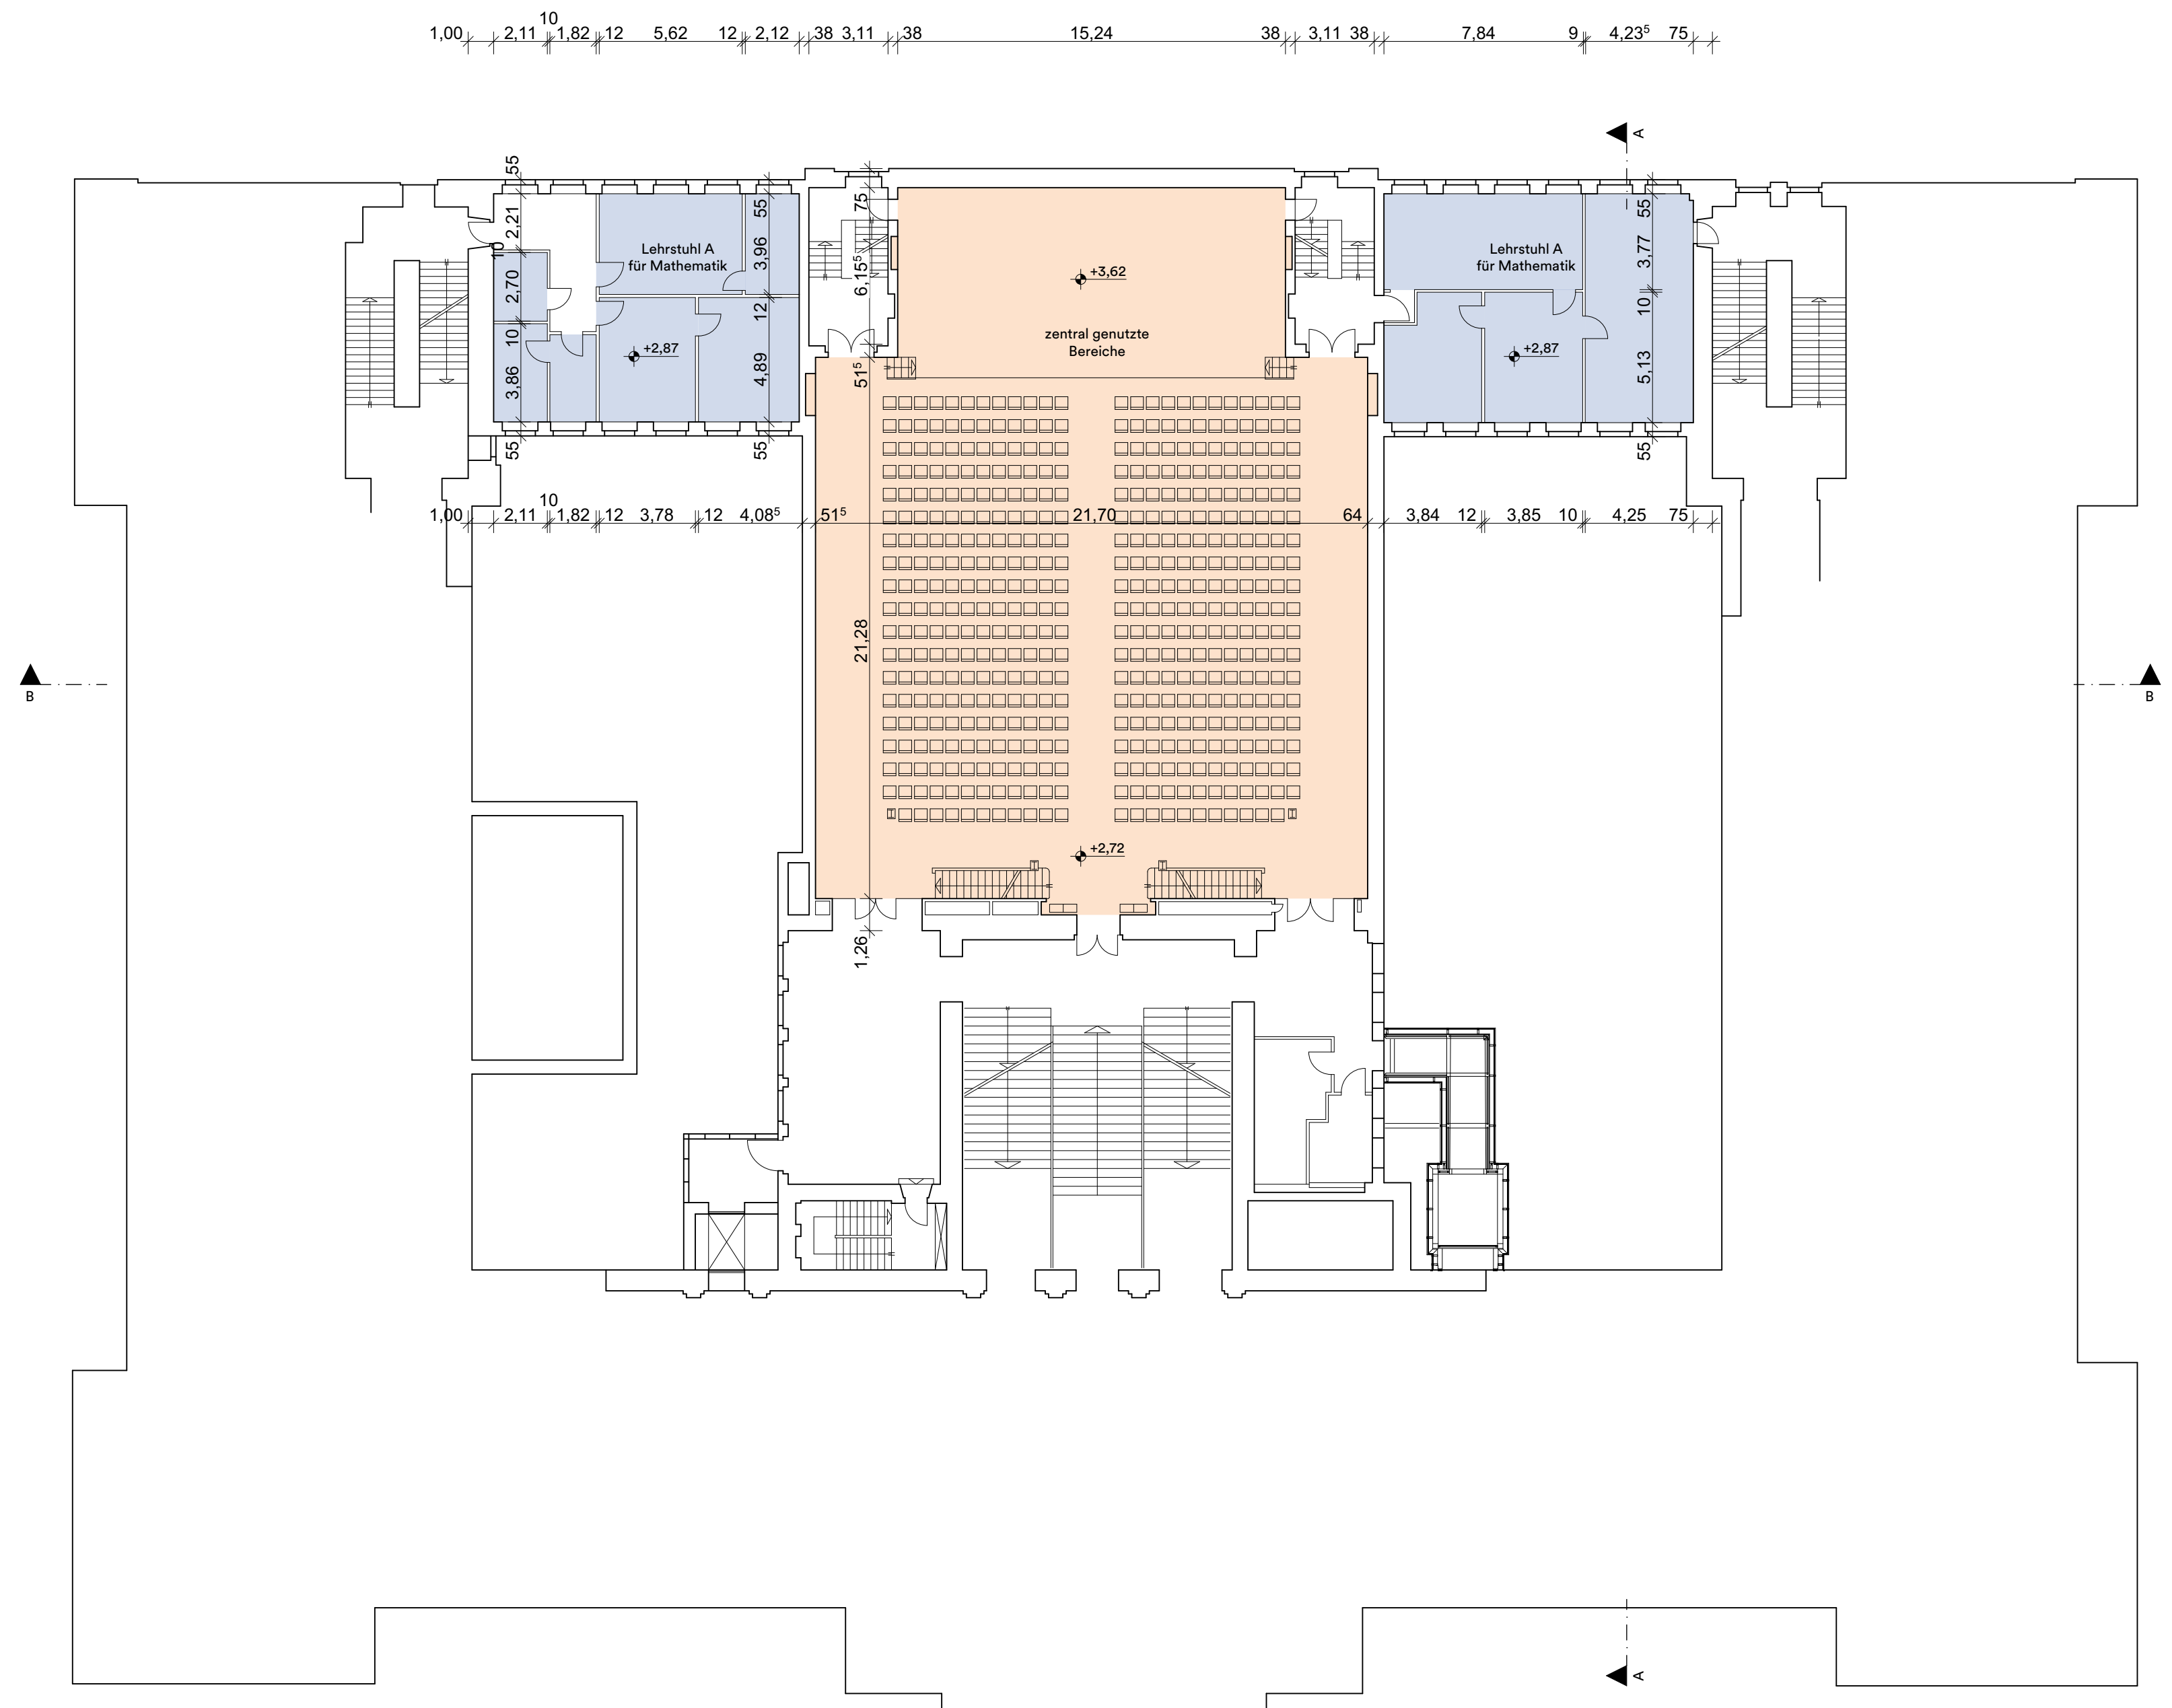 10
1,00 2,11 1,82 12 5,62 12 2,12 38 3,11 38 15,24 38 3,11 38 7,84 9 4,23⁵ 75
A
55
2,21
10
2,70
10
3,86
55
Lehrstuhl A
für Mathematik
+2,87
55
3,96
12
4,89
55
75
6,15⁵
51⁵
21,28
1,26
+3,62
zentral genutzte
Bereiche
Lehrstuhl A
für Mathematik
+2,87
55
3,77
10
5,13
55
10
1,00 2,11 1,82 12 3,78 12 4,08⁵ 51⁵ 21,70 64 3,84 12 3,85 10 4,25 75
B
B
+2,72
A